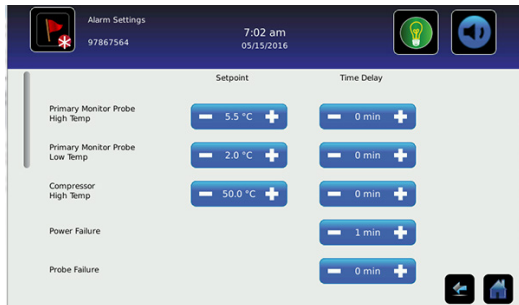 Alarm Settings
97867564
7:02 am
05/15/2016
Setpoint Time Delay
Primary Monitor Probe
High Temp
− 5.5 °C + − 0 min +
Primary Monitor Probe
Low Temp
− 2.0 °C + − 0 min +
Compressor
High Temp
− 50.0 °C + − 0 min +
Power Failure − 1 min +
Probe Failure − 0 min +